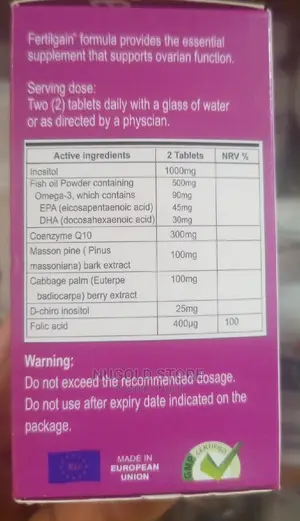 Fertilgain® formula provides the essential
supplement that supports ovarian function.
Serving dose:
Two (2) tablets daily with a glass of water
or as directed by a physcian.
Active ingredients 2 Tablets NRV %
Inositol 1000mg
Fish oil Powder containing 500mg
Omega-3, which contains 90mg
EPA (eicosapentaenoic acid) 45mg
DHA (docosahexaenoic acid) 30mg
Coenzyme Q10 300mg
Masson pine ( Pinus
massoniana) bark extract 100mg
Cabbage palm (Euterpe
badiocarpa) berry extract 100mg
D-chiro inositol 25mg
Folic acid 400µg 100
Warning:
NUGOLD STORE
Do not exceed the recommended dosage.
Do not use after expiry date indicated on the
package.
MADE IN
EUROPEAN
UNION
GMP CERTIFIED